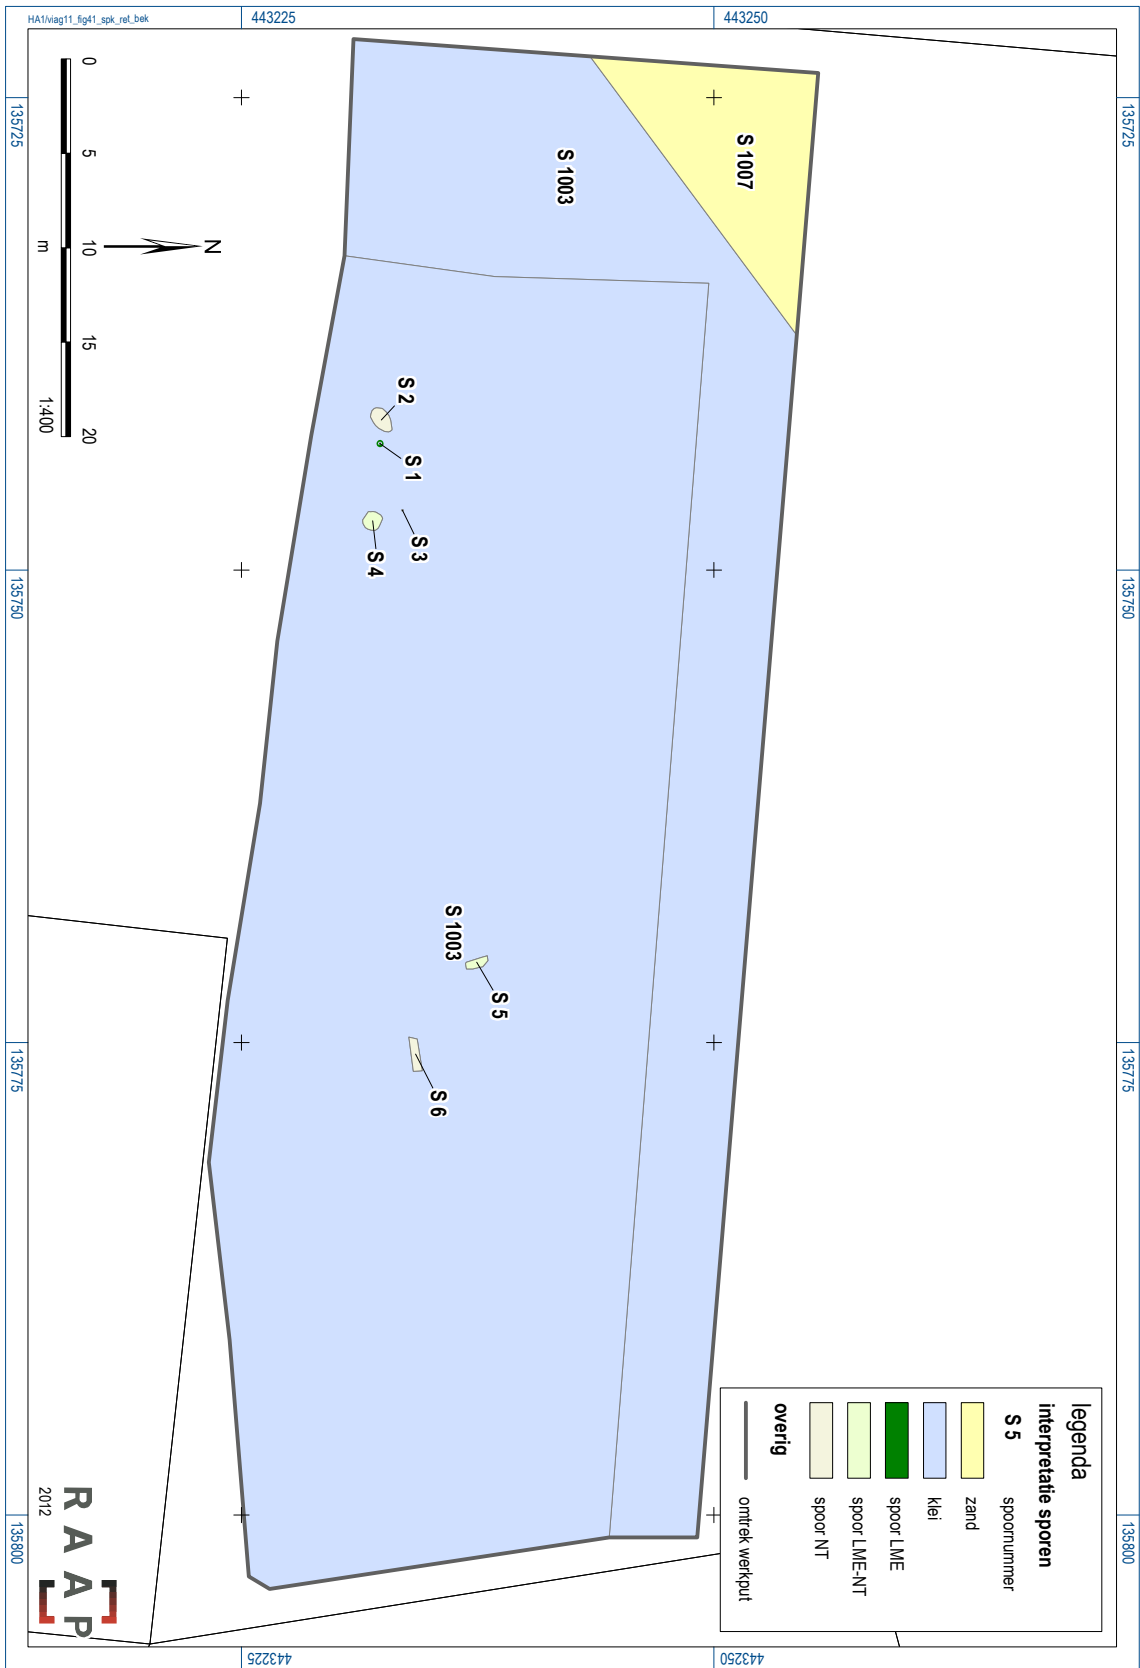 HA1/viag11_fig41_spk_ref_bek
443225
443250
135725
135750
135775
135800
135725
135750
135775
135800
443225
443250
S 1007
S 1003
S 2
S 1
S 3
S 4
S 1003
S 5
S 6
N
0
5
10
15
20
m
1:400
legenda
interpretatie sporen
S 5 spoornummer
zand
klei
spoor LME
spoor LME-NT
spoor NT
overig
omtrek werkput
RAAP
2012